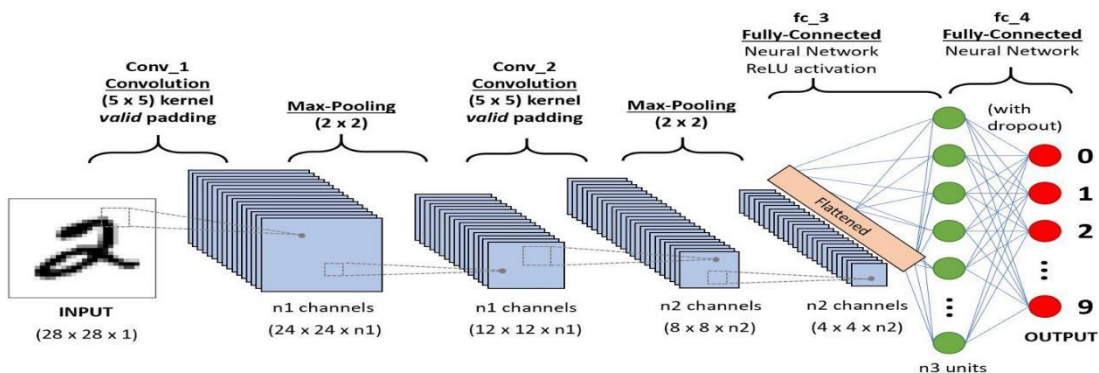 Conv_1
Convolution
(5 x 5) kernel
valid padding
Max-Pooling
(2 x 2)
Conv_2
Convolution
(5 x 5) kernel
valid padding
Max-Pooling
(2 x 2)
fc_3
Fully-Connected
Neural Network
ReLU activation
fc_4
Fully-Connected
Neural Network
(with
dropout)
2
Flattened
0
1
2
9
OUTPUT
INPUT
(28 x 28 x 1)
n1 channels
(24 x 24 x n1)
n1 channels
(12 x 12 x n1)
n2 channels
(8 x 8 x n2)
n2 channels
(4 x 4 x n2)
n3 units